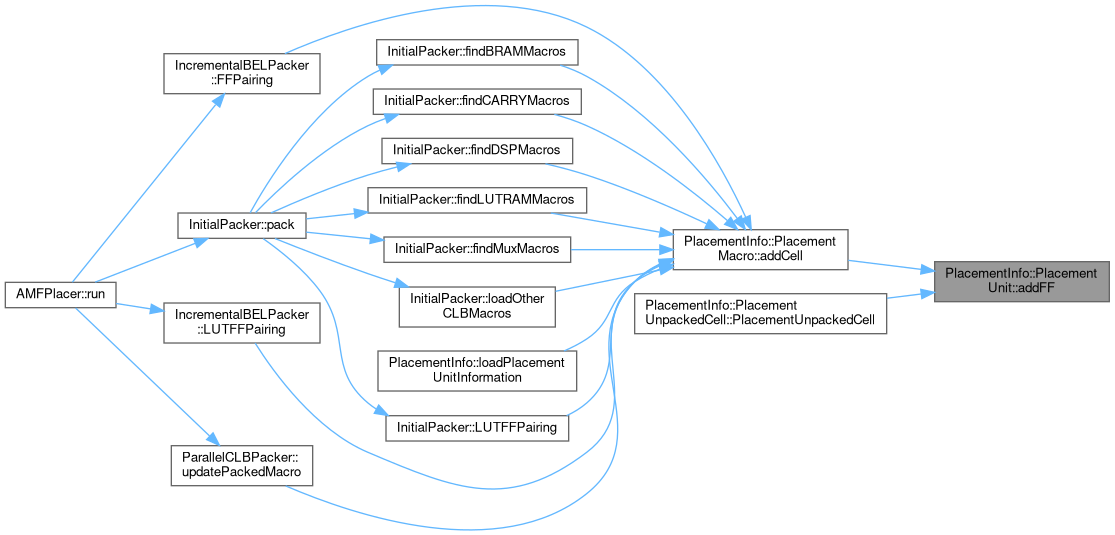 InitialPacker::findBRAMMacros
IncrementalBELPacker
::FFPairing
InitialPacker::findCARRYMacros
InitialPacker::findDSPMacros
InitialPacker::findLUTRAMMacros
InitialPacker::pack
InitialPacker::findMuxMacros
PlacementInfo::Placement
Macro::addCell
PlacementInfo::Placement
Unit::addFF
AMFPlacer::run
InitialPacker::loadOther
CLBMacros
PlacementInfo::Placement
UnpackedCell::PlacementUnpackedCell
IncrementalBELPacker
::LUTFFPairing
PlacementInfo::loadPlacement
UnitInformation
InitialPacker::LUTFFPairing
ParallelCLBPacker::
updatePackedMacro